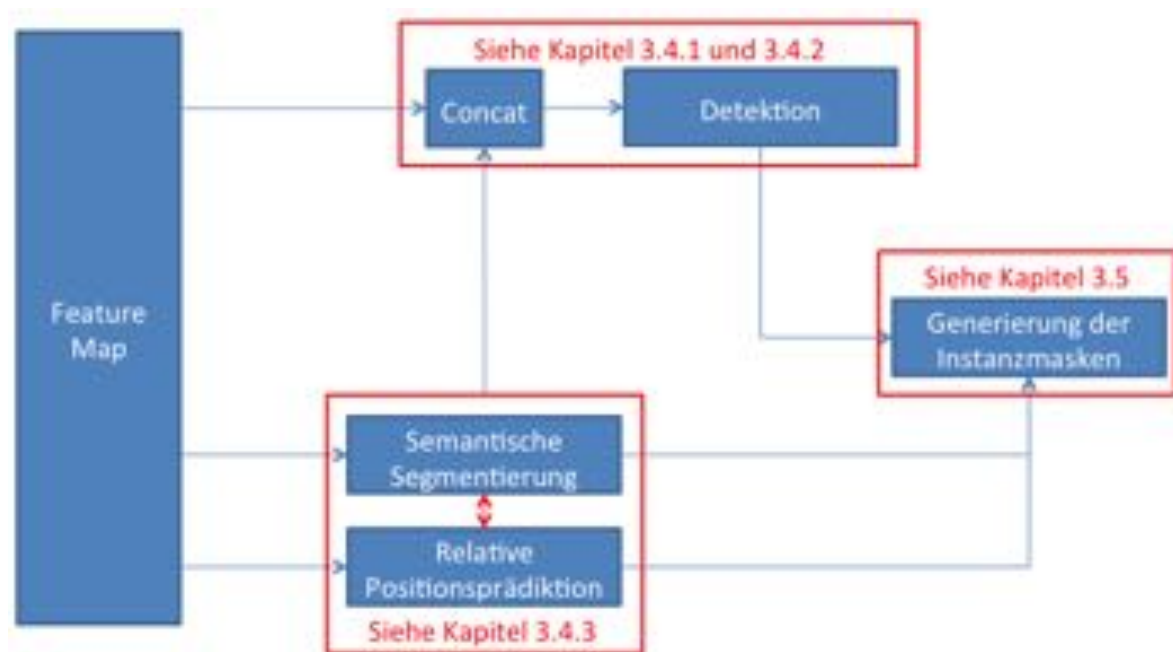 Siehe Kapitel 3.4.1 und 3.4.2
Concat
Detektion
Feature
Map
Siehe Kapitel 3.5
Generierung der
Instanzmasken
Semantische
Segmentierung
Relative
Positionsprädiktion
Siehe Kapitel 3.4.3